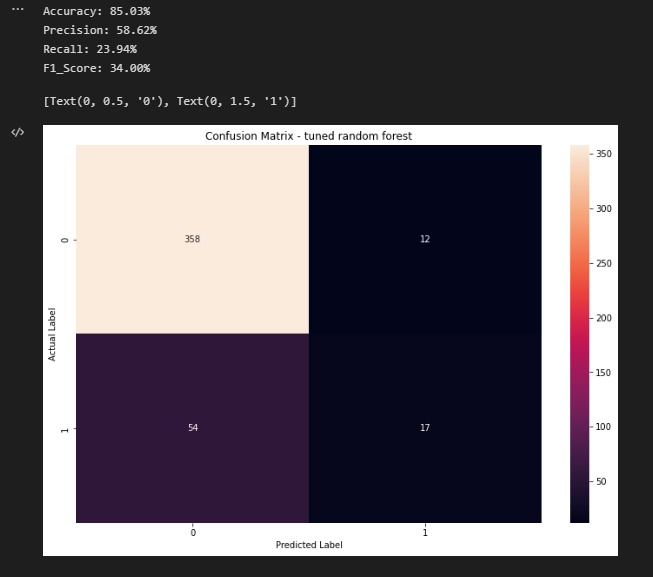 Accuracy: 85.03%
Precision: 58.62%
Recall: 23.94%
F1_Score: 34.00%
[Text(0, 0.5, '0'), Text(0, 1.5, '1')]
Confusion Matrix - tuned random forest
350
300
250
200
150
100
50
Actual Label
0
358
12
1
54
17
0
1
Predicted Label